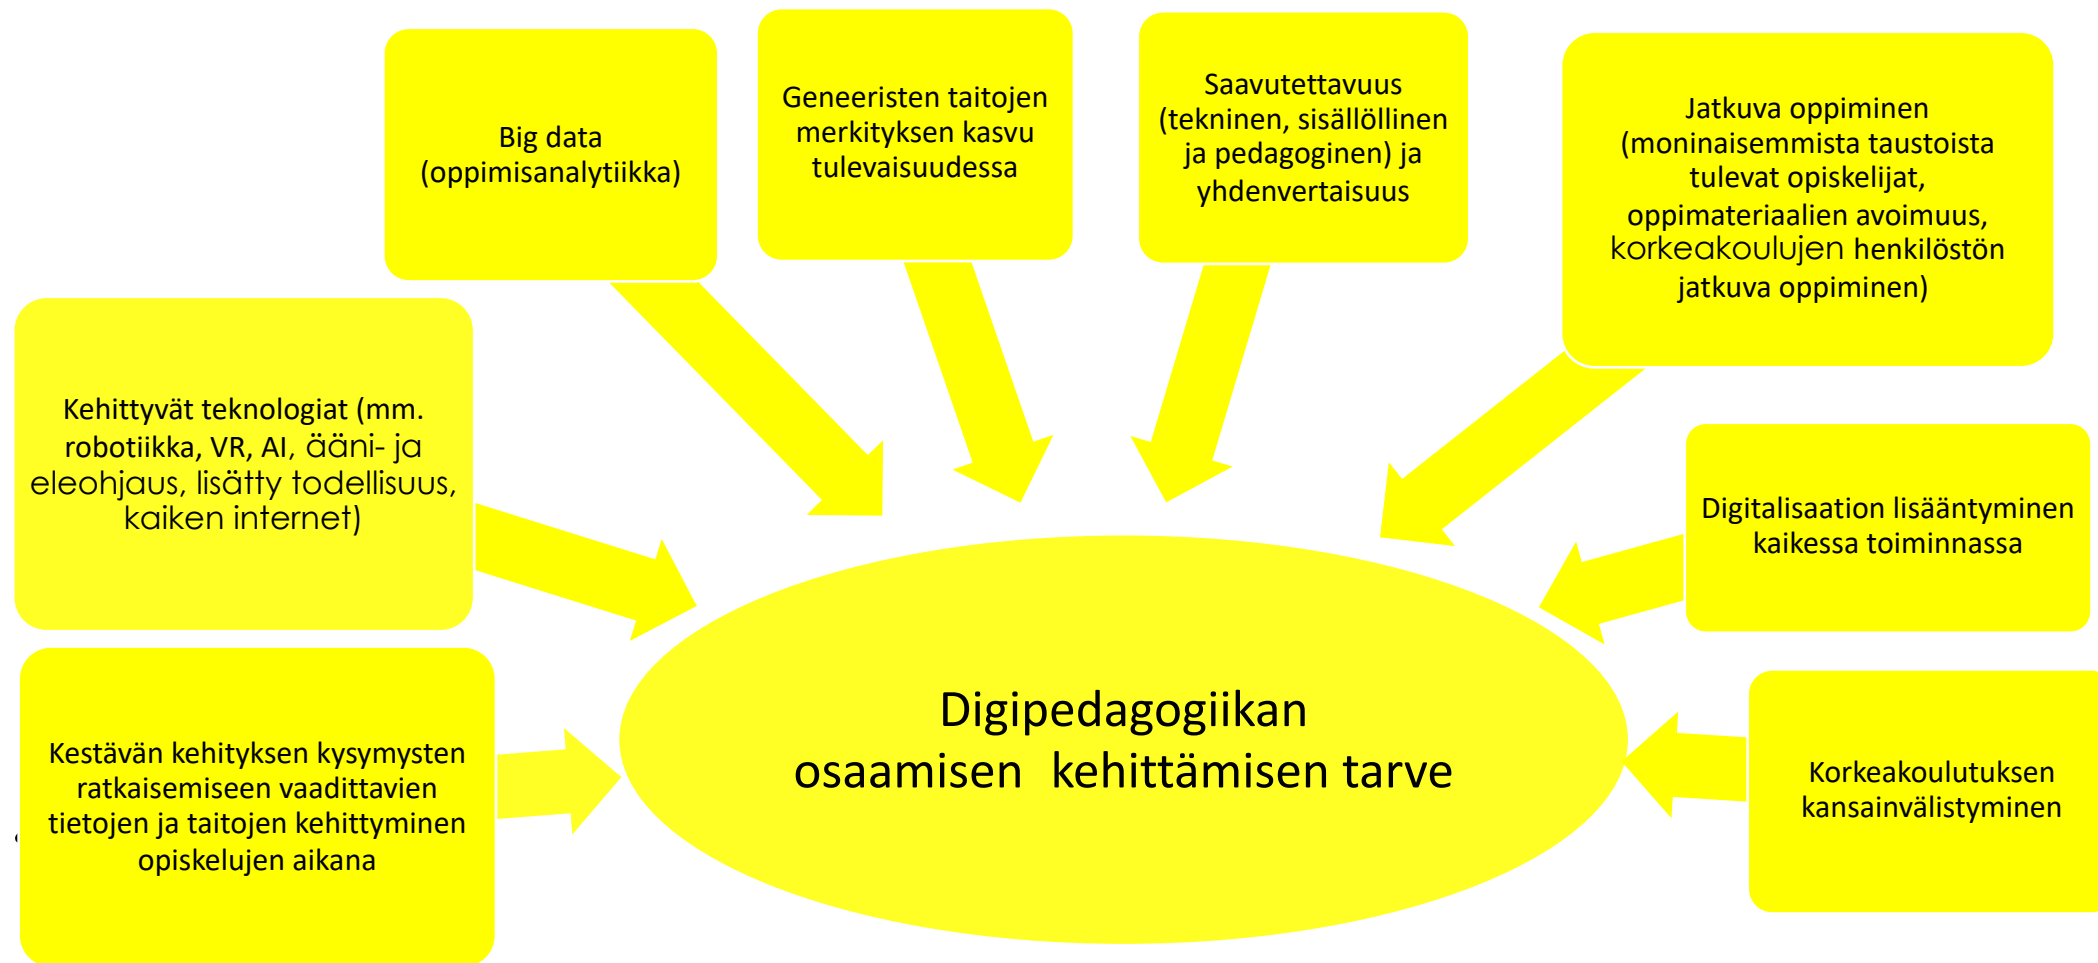 Big data
(oppimisanalytiikka)
Geneeristen taitojen
merkityksen kasvu
tulevaisuudessa
Saavutettavuus
(tekninen, sisällöllinen
ja pedagoginen) ja
yhdenvertaisuus
Jatkuva oppiminen
(moninaisemmista taustoista
tulevat opiskelijat,
oppimateriaalien avoimuus,
korkeakoulujen henkilöstön
jatkuva oppiminen)
Kehittyvät teknologiat (mm.
robotiikka, VR, AI, ääni- ja
eleohjaus, lisätty todellisuus,
kaiken internet)
Digitalisaation lisääntyminen
kaikessa toiminnassa
Kestävän kehityksen kysymysten
ratkaisemiseen vaadittavien
tietojen ja taitojen kehittyminen
opiskelujen aikana
Digipedagogiikan
osaamisen  kehittämisen tarve
Korkeakoulutuksen
kansainvälistyminen